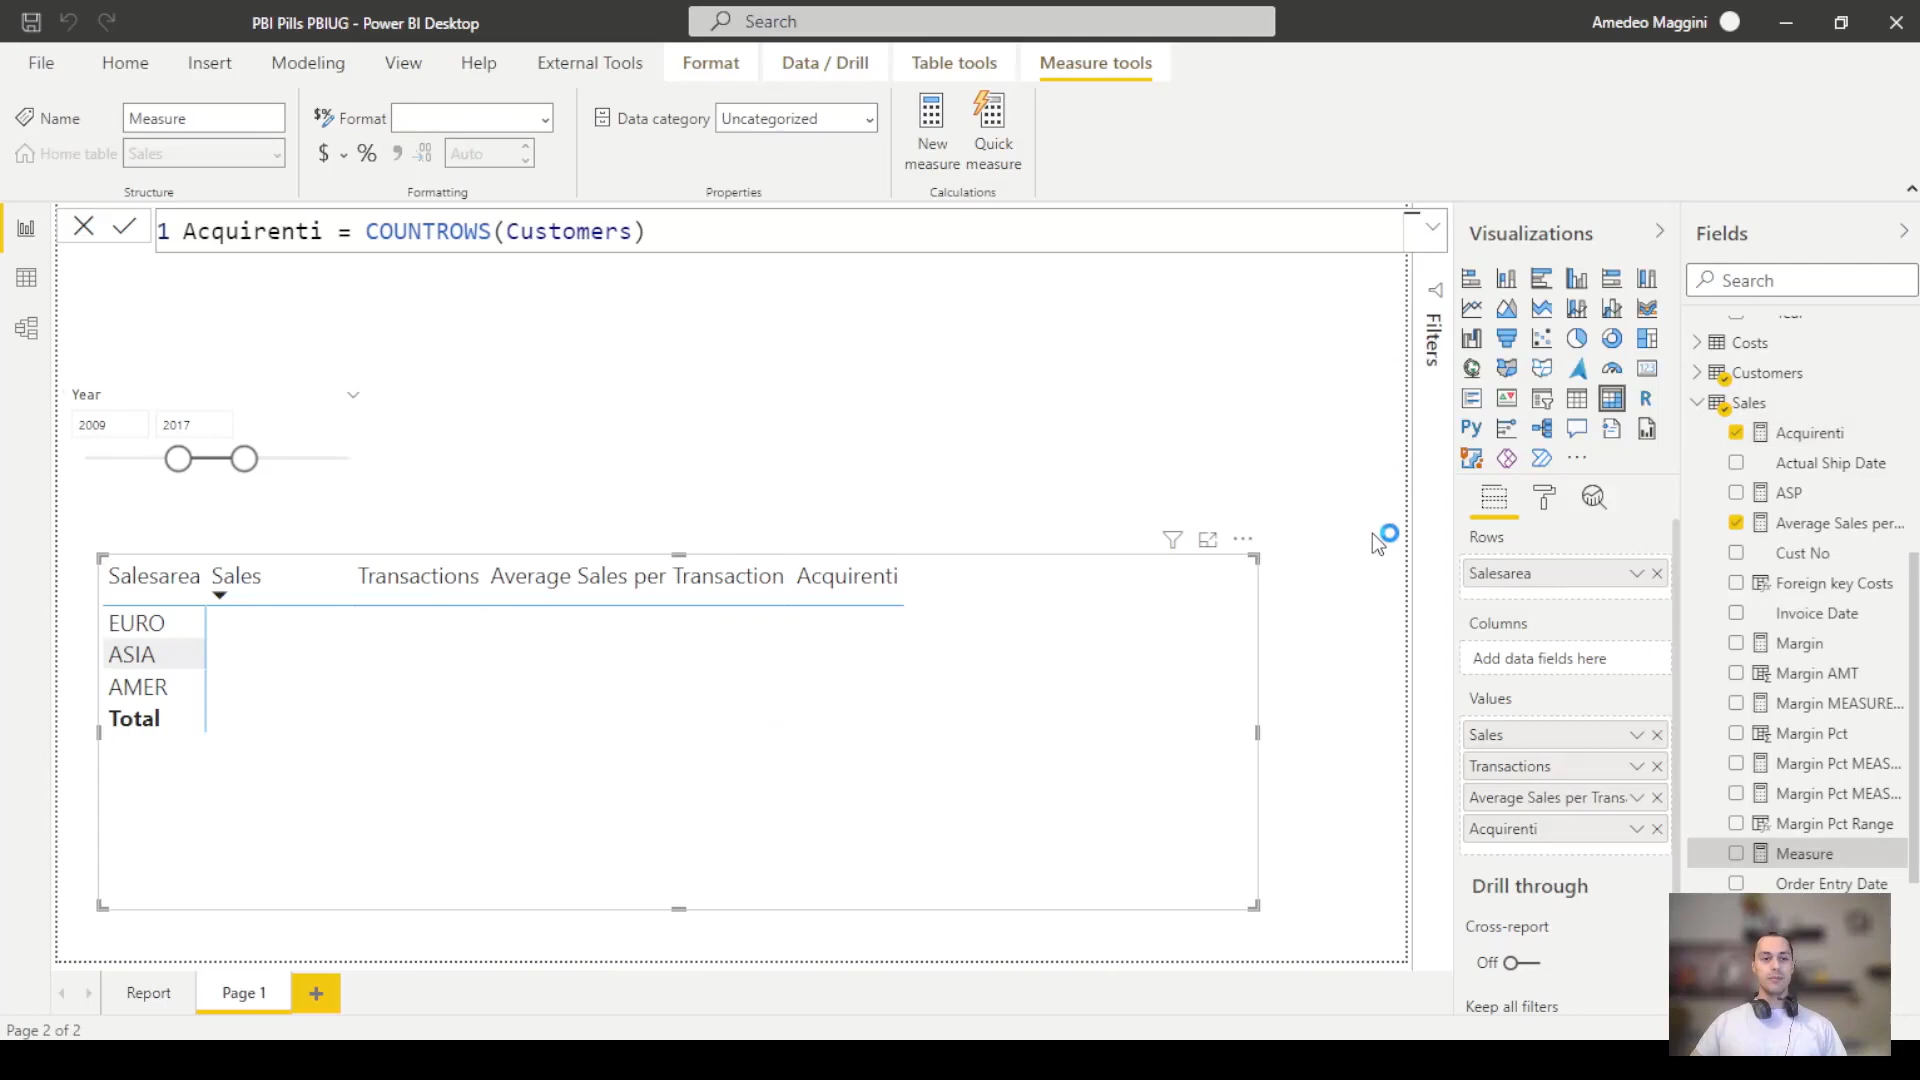 PBI Pills PBIUG - Power BI Desktop
Search
Amedeo Maggini
File
Home
Insert
Modeling
View
Help
External Tools
Format
Data / Drill
Table tools
Measure tools
Name
Measure
Home table
Sales
Structure
Format
$
%
Auto
Formatting
Data category
Uncategorized
Properties
New
measure
Quick
measure
Calculations
1 Acquirenti = COUNTROWS(Customers)
Year
2009
2017
Salesarea
Sales
Transactions
Average Sales per Transaction
Acquirenti
EURO
ASIA
AMER
Total
Filters
Visualizations
R
Py
Rows
Salesarea
Columns
Add data fields here
Values
Sales
Transactions
Average Sales per Trans
Acquirenti
Drill through
Cross-report
Off
Keep all filters
Fields
Search
Costs
Customers
Sales
Acquirenti
Actual Ship Date
ASP
Average Sales per...
Cust No
Foreign key Costs
Invoice Date
Margin
Margin AMT
Margin MEASURE...
Margin Pct
Margin Pct MEAS...
Margin Pct MEAS...
Margin Pct Range
Measure
Order Entry Date
Report
Page 1
Page 2 of 2